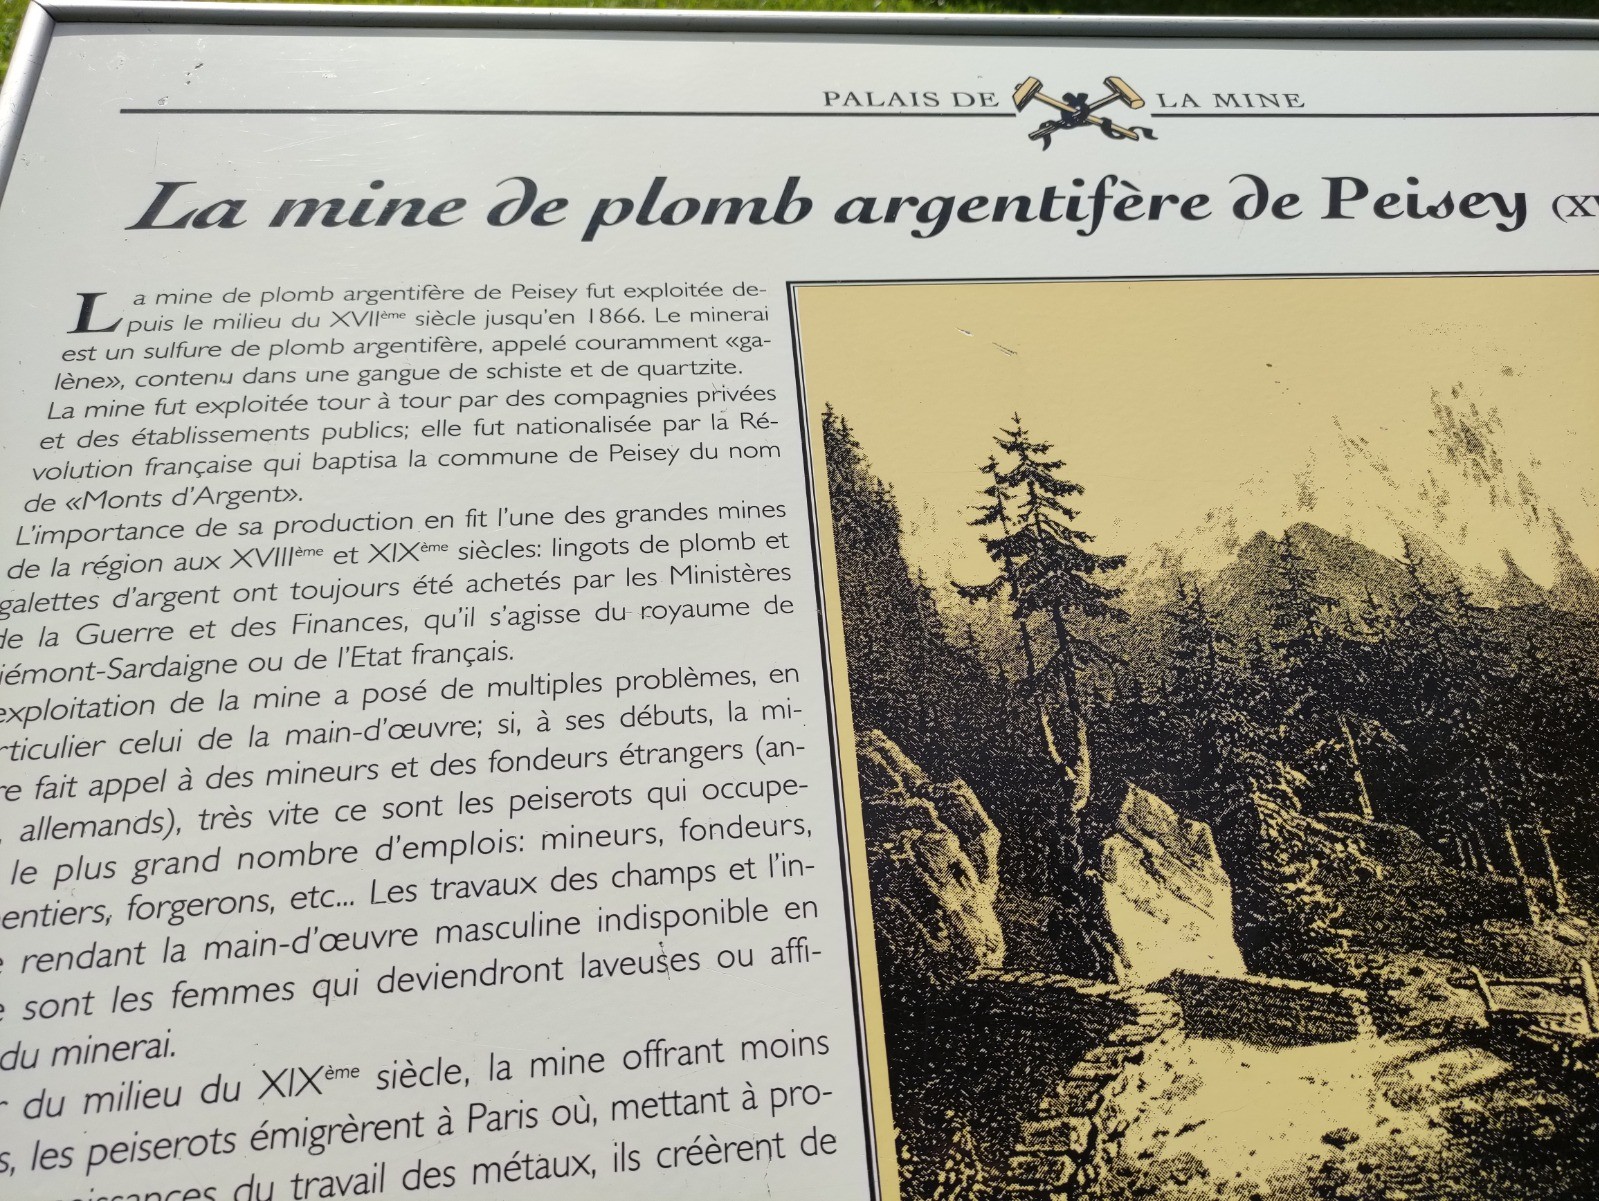 PALAIS DE LA MINE
La mine de plomb argentifère de Peisey (XV
La mine de plomb argentifère de Peisey fut exploitée de-
puis le milieu du XVIIème siècle jusqu'en 1866. Le minerai
est un sulfure de plomb argentifère, appelé couramment «ga-
lène», contenu dans une gangue de schiste et de quartzite.
La mine fut exploitée tour à tour par des compagnies privées
et des établissements publics; elle fut nationalisée par la Ré-
volution française qui baptisa la commune de Peisey du nom
de «Monts d'Argent».
L'importance de sa production en fit l'une des grandes mines
de la région aux XVIIIème et XIXème siècles: lingots de plomb et
galettes d'argent ont toujours été achetés par les Ministères
de la Guerre et des Finances, qu'il s'agisse du royaume de
iémont-Sardaigne ou de l'Etat français.
exploitation de la mine a posé de multiples problèmes, en
rticulier celui de la main-d'œuvre; si, à ses débuts, la mi-
re fait appel à des mineurs et des fondeurs étrangers (an-
, allemands), très vite ce sont les peiserots qui occupe-
le plus grand nombre d'emplois: mineurs, fondeurs,
entiers, forgerons, etc... Les travaux des champs et l'in-
e rendant la main-d'œuvre masculine indisponible en
e sont les femmes qui deviendront laveuses ou affi-
du minerai.
r du milieu du XIXème siècle, la mine offrant moins
s, les peiserots émigrèrent à Paris où, mettant à pro-
issances du travail des métaux, ils créèrent de